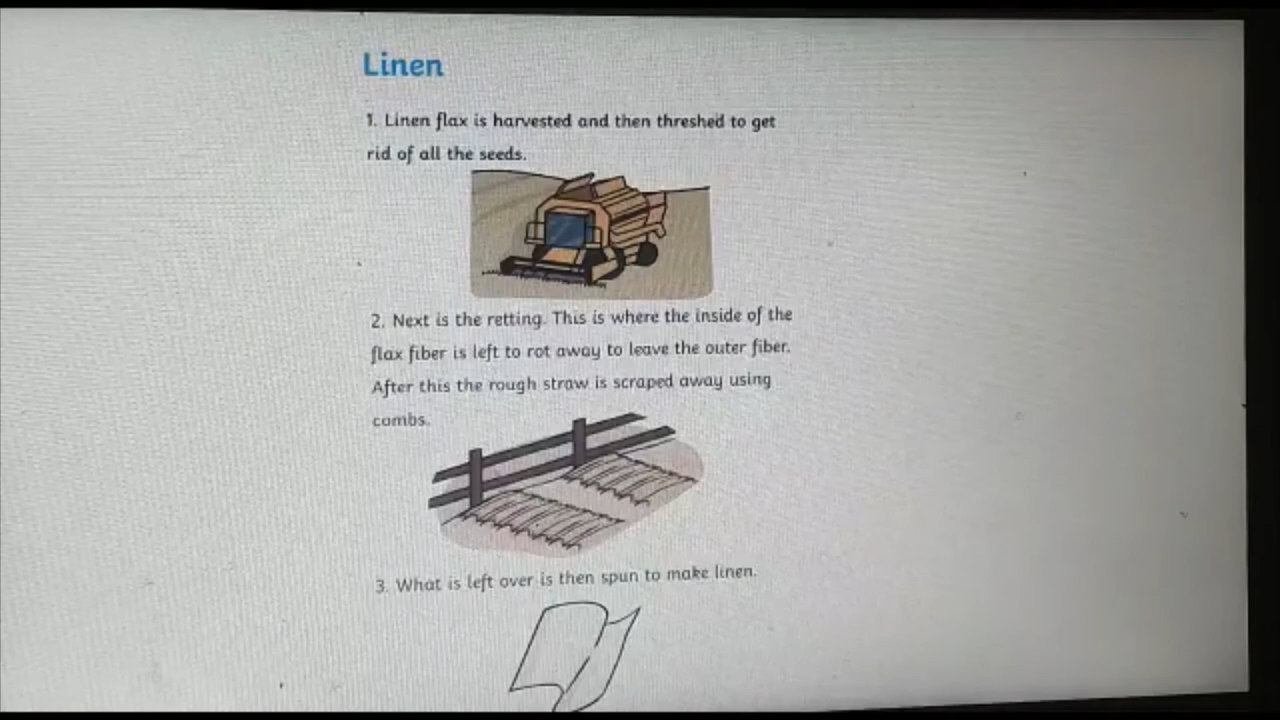 Linen
1. Linen flax is harvested and then threshed to get
rid of all the seeds.
2. Next is the retting. This is where the inside of the
flax fiber is left to rot away to leave the outer fiber.
After this the rough straw is scraped away using
combs.
3. What is left over is then spun to make linen.